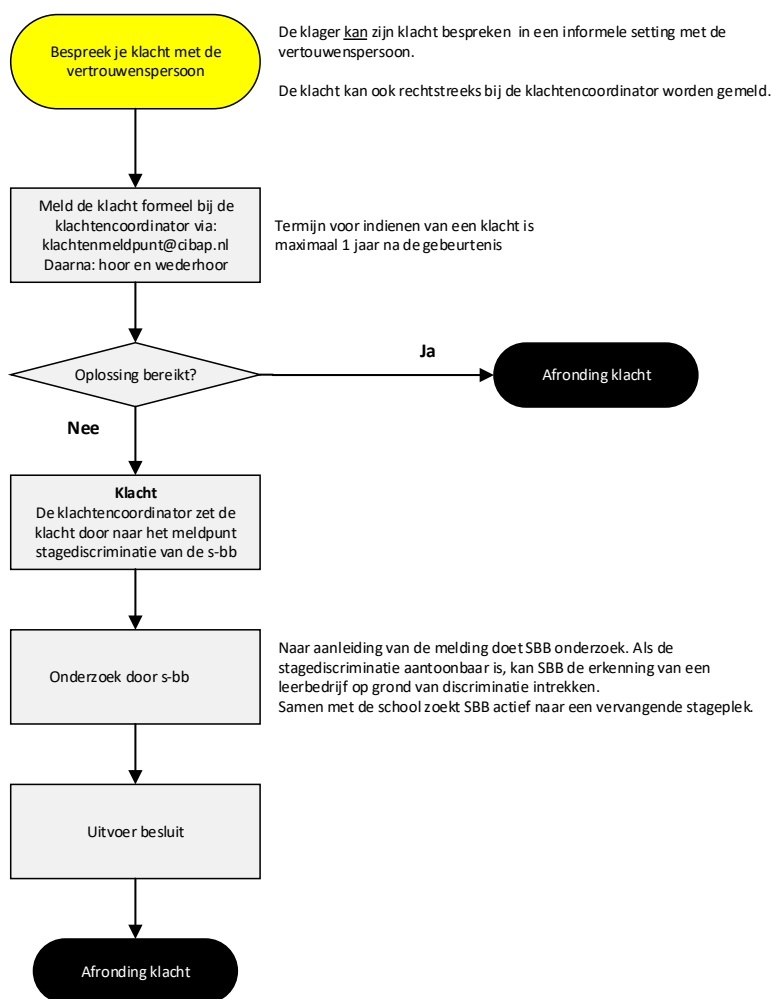 Bespreek je klacht met de
vertrouwenspersoon
De klager kan zijn klacht bespreken in een informele setting met de
vertouwenspersoon.
De klacht kan ook rechtstreeks bij de klachtencoordinator worden gemeld.
Meld de klacht formeel bij de
klachtencoordinator via:
klachtenmeldpunt@cibap.nl
Daarna: hoor en wederhoor
Termijn voor indienen van een klacht is
maximaal 1 jaar na de gebeurtenis
Oplossing bereikt?
Ja
Afronding klacht
Nee
Klacht
De klachtencoordinator zet de
klacht door naar het meldpunt
stagediscriminatie van de s-bb
Onderzoek door s-bb
Naar aanleiding van de melding doet SBB onderzoek. Als de
stagediscriminatie aantoonbaar is, kan SBB de erkenning van een
leerbedrijf op grond van discriminatie intrekken.
Samen met de school zoekt SBB actief naar een vervangende stageplek.
Uitvoer besluit
Afronding klacht